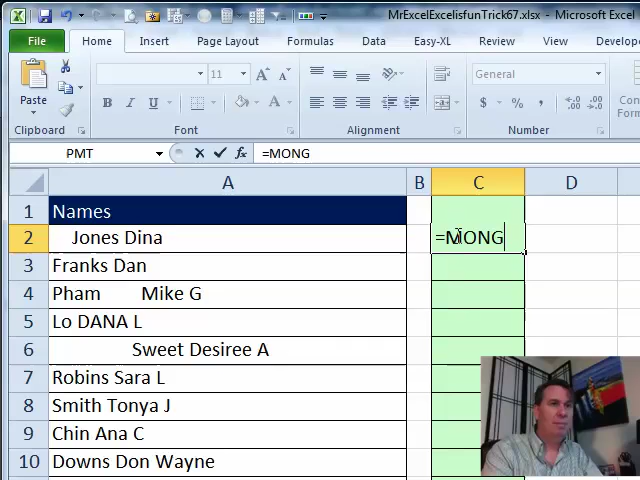 MrExcelExcelisfunTrick67.xlsx - Microsoft Excel
File Home Insert Page Layout Formulas Data Easy-XL Review View Develope
Paste
B I U
11
A A
General
$ % ,
Clipboard Font Alignment Number
PMT =MONG
A B C D
1 Names
2 Jones Dina =MONG
3 Franks Dan
4 Pham Mike G
5 Lo DANA L
6 Sweet Desiree A
7 Robins Sara L
8 Smith Tonya J
9 Chin Ana C
10 Downs Don Wayne